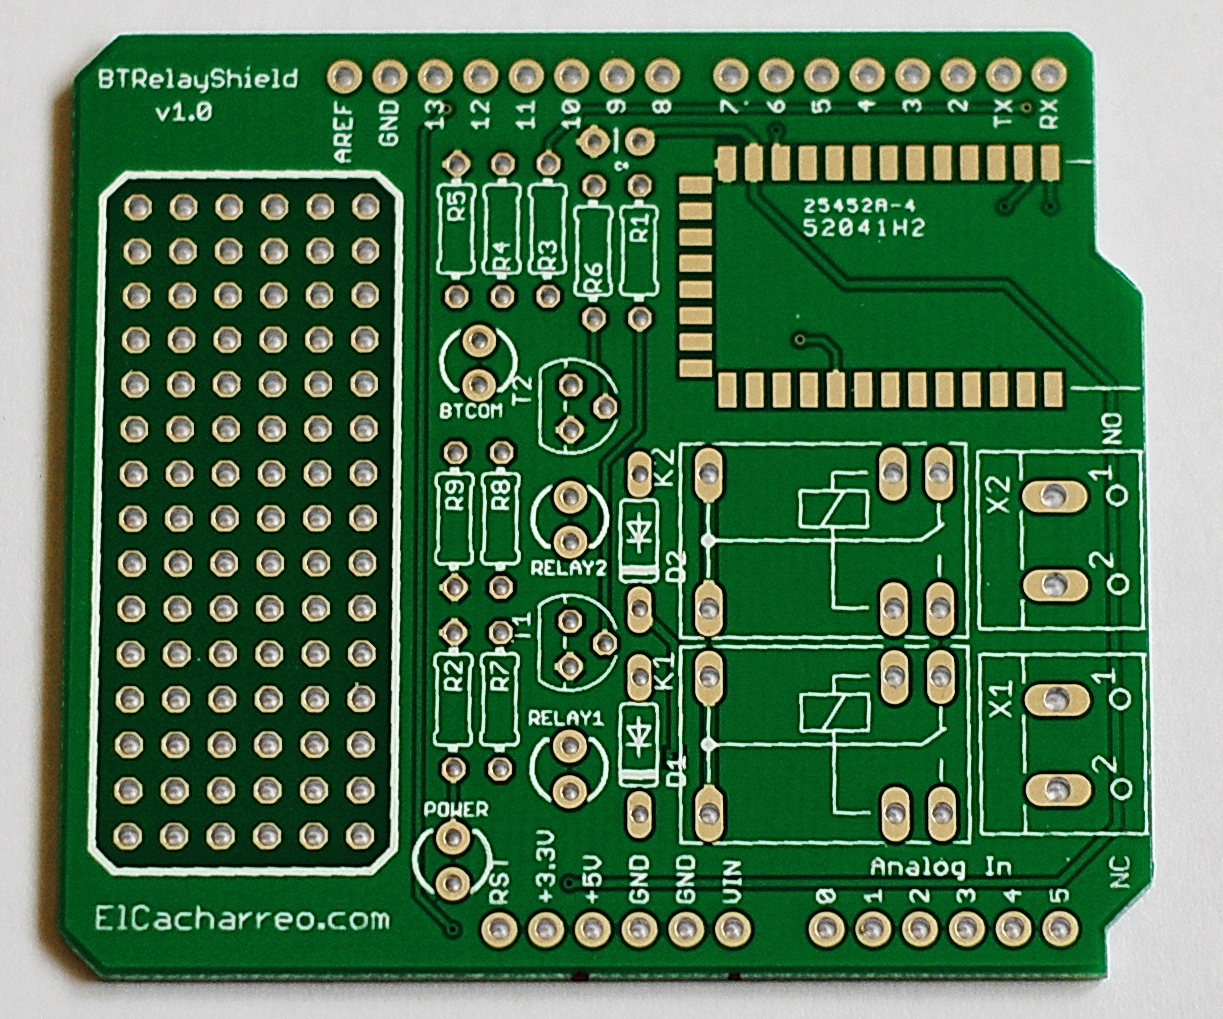 BTRelayShield
v1.0
AREF
GND
13
12
11
10
9
8
7
6
5
4
3
2
TX
RX
R5
R4
R3
R6
R1
25452A-4
52041H2
BTCOM
T2
NO
R9
R8
RELAY2
K2
D2
X2
1
2
R2
R7
T1
RELAY1
K1
D1
X1
1
2
POWER
RST
+3.3V
+5V
GND
GND
VIN
Analog In
0
1
2
3
4
5
NC
ElCacharreo.com